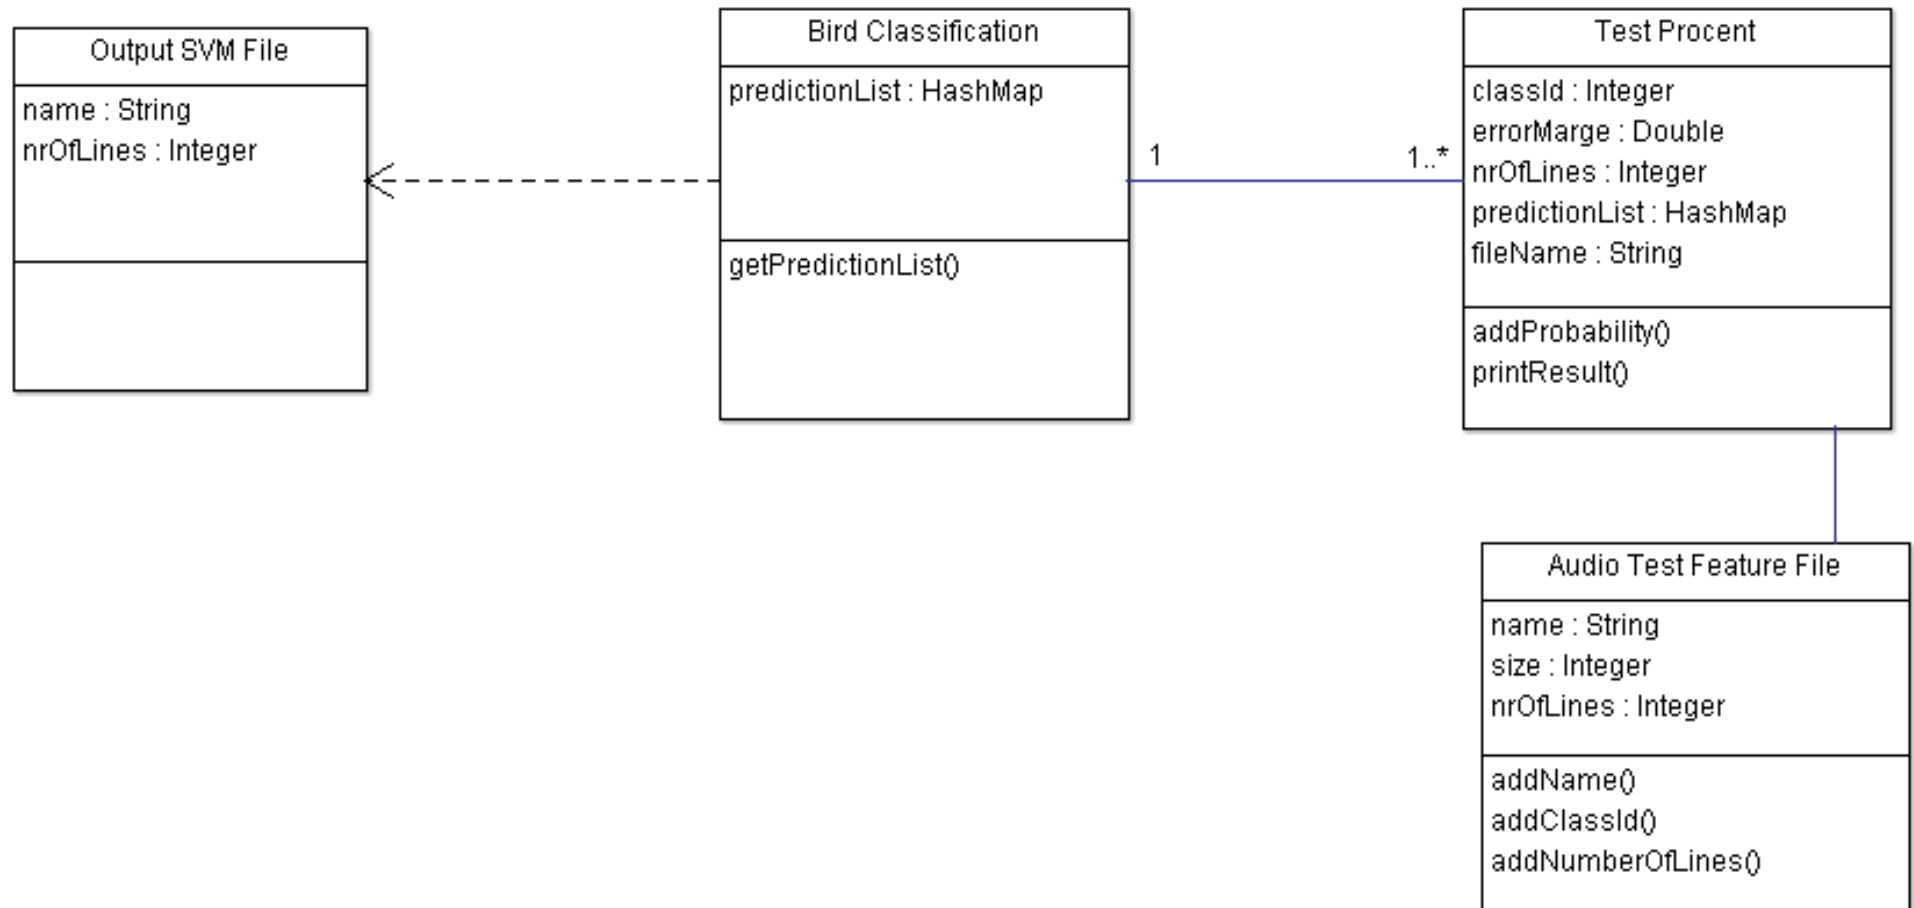 Output SVM File
name : String
nrOfLines : Integer
Bird Classification
predictionList : HashMap
getPredictionList()
1
1..*
Test Procent
classId : Integer
errorMarge : Double
nrOfLines : Integer
predictionList : HashMap
fileName : String
addProbability()
printResult()
Audio Test Feature File
name : String
size : Integer
nrOfLines : Integer
addName()
addClassId()
addNumberOfLines()